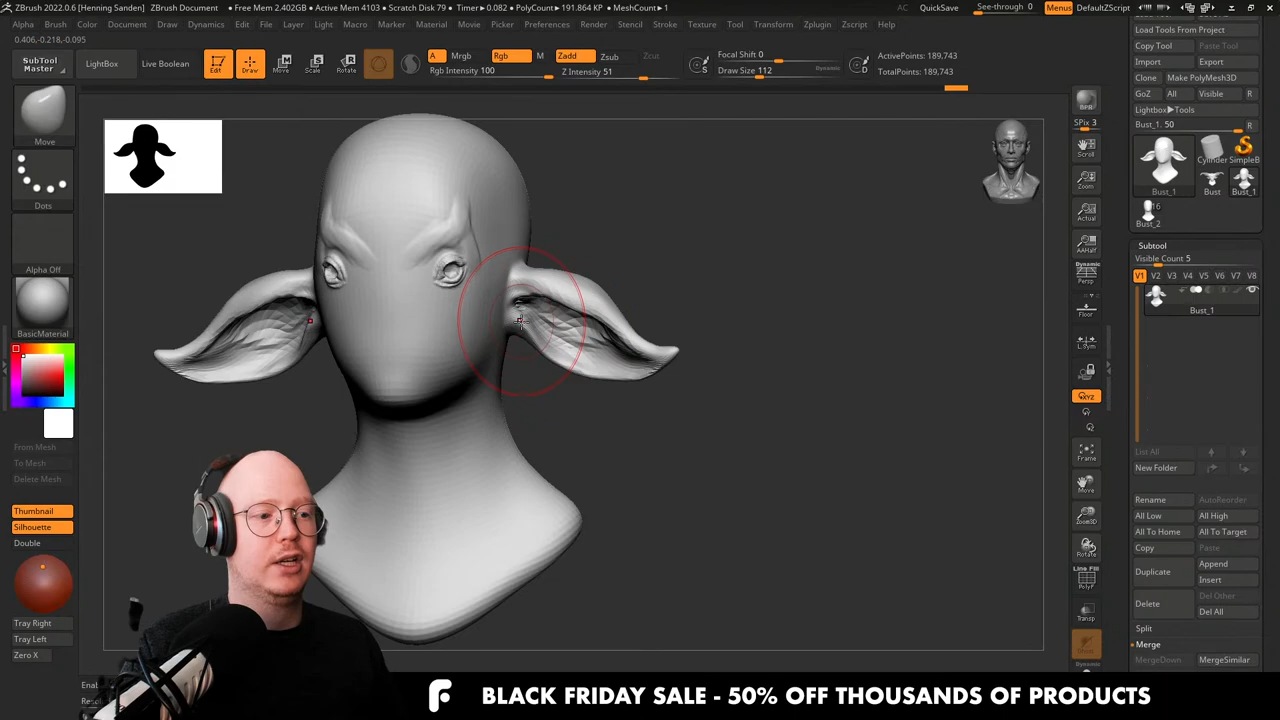 ZBrush 2022.0.6 [Henning Sanden] ZBrush Document • Free Mem 2.402GB • Active Mem 4103 • Scratch Disk 79 • Timer▶0.082 • PolyCount▶191.864 KP • MeshCount▶1 AC QuickSave See-through 0 Menus DefaultZScript
Alpha Brush Color Document Draw Dynamics Edit File Layer Light Macro Marker Material Movie Picker Preferences Render Stencil Stroke Texture Tool Transform Zplugin Zscript Help
0.406,-0.218,-0.095
SubTool Master
LightBox
Live Boolean
Edit
Draw
Move
Scale
Rotate
A Mrgb Rgb M Zadd Zsub Zcut
Rgb Intensity 100 Z Intensity 51
Focal Shift 0
Draw Size 112 Dynamic
ActivePoints: 189,743
TotalPoints: 189,743
Move
Dots
Alpha Off
BasicMaterial
From Mesh
To Mesh
Delete Mesh
Thumbnail
Silhouette
Double
Tray Right
Tray Left
Zero X
BPR
SPix 3
Scroll
Zoom
Actual
AAHalf
Dynamic
Persp
Floor
L.Sym
XYZ
Frame
Move
Zoom3D
Rotate
Line Fill
PolyF
Transp
Dynamic
Load Tools From Project
Copy Tool Paste Tool
Import Export
Clone Make PolyMesh3D
GoZ All Visible R
Lightbox▶Tools
Bust_1. 50 R
Bust_1
Cylinder SimpleB
Bust Bust_1
16
Bust_2
Subtool
Visible Count 5
V1 V2 V3 V4 V5 V6 V7 V8
Bust_1
List All
New Folder
Rename AutoReorder
All Low All High
All To Home All To Target
Copy Paste
Duplicate Append
Insert
Delete Del Other
Del All
Split
Merge
MergeDown MergeSimilar
BLACK FRIDAY SALE - 50% OFF THOUSANDS OF PRODUCTS